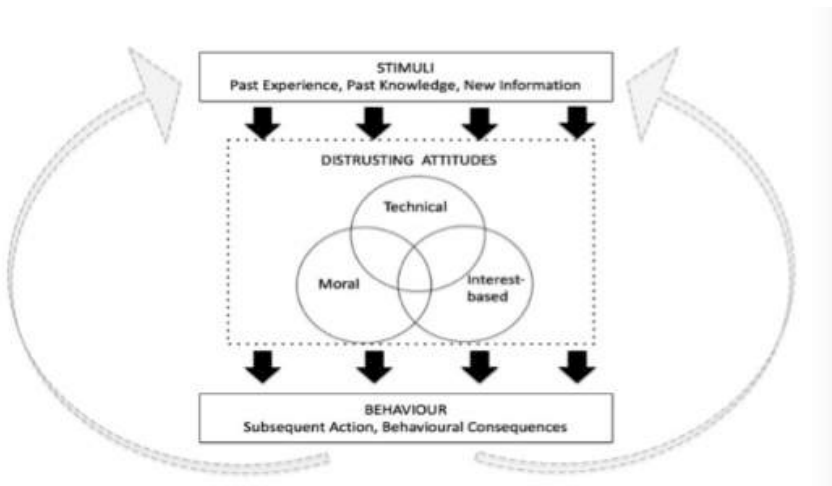 STIMULI
Past Experience, Past Knowledge, New Information
DISTRUSTING ATTITUDES
Technical
Moral
Interest-
based
BEHAVIOUR
Subsequent Action, Behavioural Consequences